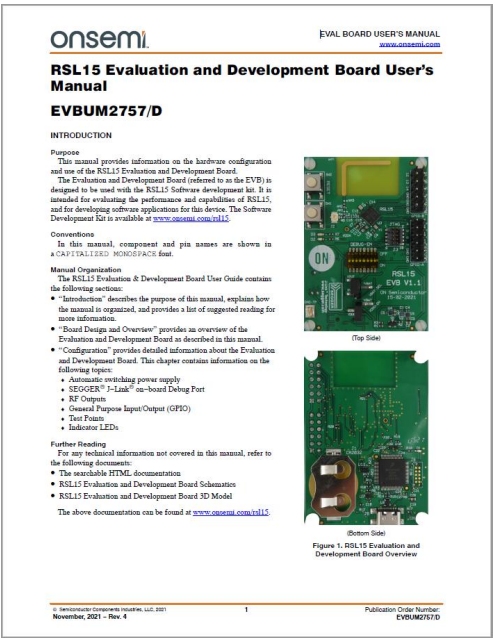 onsemi
EVAL BOARD USER'S MANUAL
www.onsemi.com
RSL15 Evaluation and Development Board User's
Manual
EVBUM2757/D
INTRODUCTION
Purpose
This manual provides information on the hardware configuration
and use of the RSL15 Evaluation and Development Board.
The Evaluation and Development Board (referred to as the EVB) is
designed to be used with the RSL15 Software development kit. It is
intended for evaluating the performance and capabilities of RSL15,
and for developing software applications for this device. The Software
Development Kit is available at www.onsemi.com/rsl15.
Conventions
In this manual, component and pin names are shown in
a CAPITALIZED MONOSPACE font.
Manual Organization
The RSL15 Evaluation & Development Board User Guide contains
the following sections:
• “Introduction” describes the purpose of this manual, explains how
the manual is organized, and provides a list of suggested reading for
more information.
• “Board Design and Overview” provides an overview of the
Evaluation and Development Board as described in this manual.
• “Configuration” provides detailed information about the Evaluation
and Development Board. This chapter contains information on the
following topics:
♦ Automatic switching power supply
♦ SEGGER® J−Link® on−board Debug Port
♦ RF Outputs
♦ General Purpose Input/Output (GPIO)
♦ Test Points
♦ Indicator LEDs
Further Reading
For any technical information not covered in this manual, refer to
the following documents:
• The searchable HTML documentation
• RSL15 Evaluation and Development Board Schematics
• RSL15 Evaluation and Development Board 3D Model
The above documentation can be found at www.onsemi.com/rsl15.
RSL15
DEBUG-EN
ON
RSL15
EVB V1.1
ON Semiconductor
15-02-2021
(Top Side)
(Bottom Side)
Figure 1. RSL15 Evaluation and
Development Board Overview
© Semiconductor Components Industries, LLC, 2021
November, 2021 − Rev. 4
1
Publication Order Number:
EVBUM2757/D